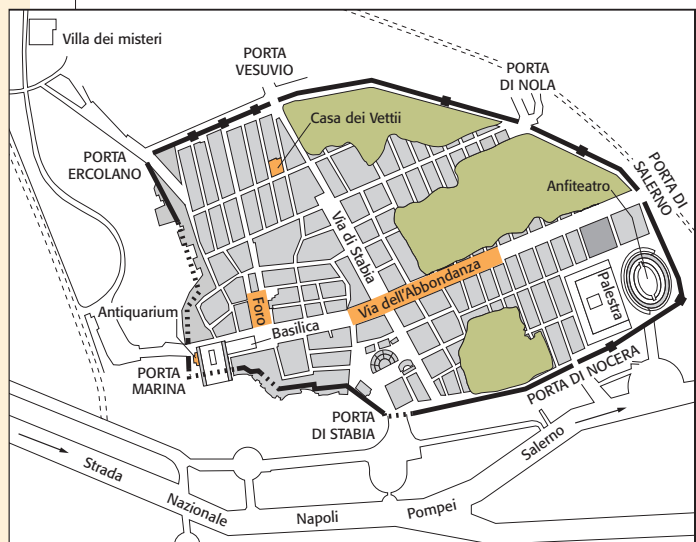 Villa dei misteri
PORTA
VESUVIO
PORTA
DI NOLA
Casa dei Vettii
PORTA
ERCOLANO
PORTA DI
SALERNO
Anfiteatro
Via di Stabia
Via dell'Abbondanza
Palestra
Antiquarium
Foro
Basilica
PORTA
MARINA
PORTA DI NOCERA
PORTA
DI STABIA
Strada
Nazionale
Napoli
Pompei
Salerno